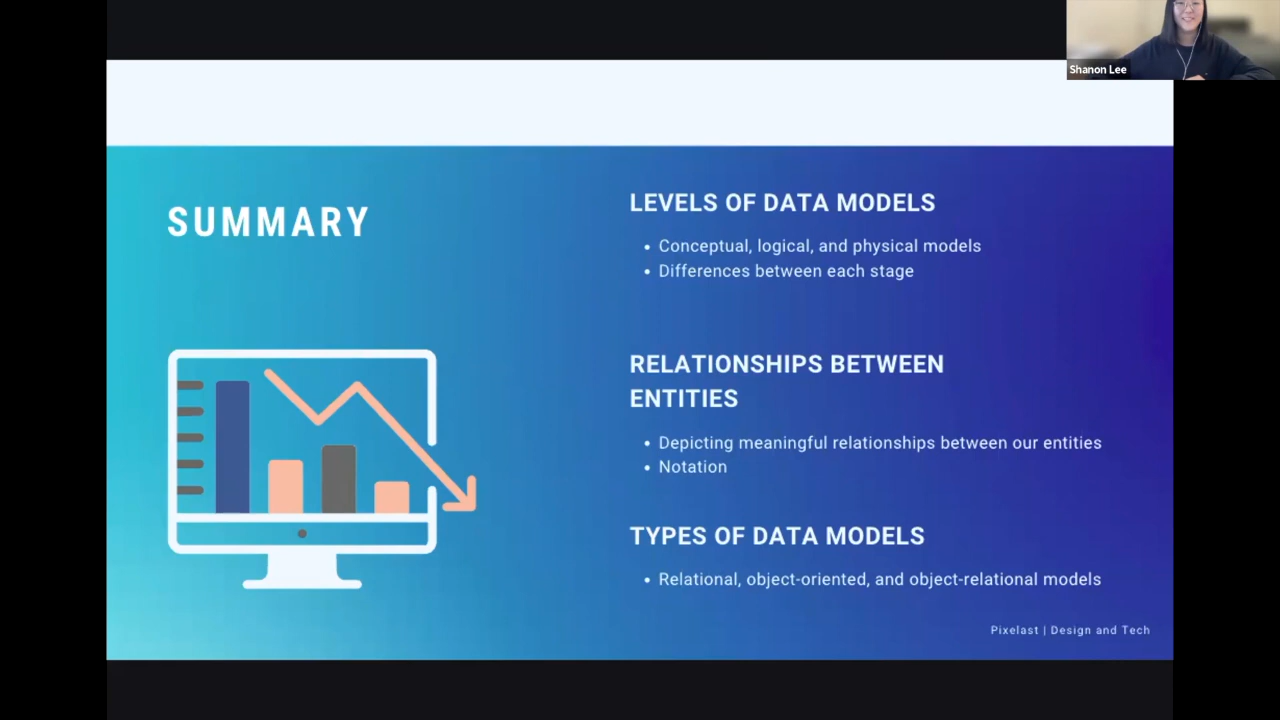 Shanon Lee
SUMMARY
LEVELS OF DATA MODELS
• Conceptual, logical, and physical models
• Differences between each stage
RELATIONSHIPS BETWEEN
ENTITIES
• Depicting meaningful relationships between our entities
• Notation
TYPES OF DATA MODELS
• Relational, object-oriented, and object-relational models
Pixelast | Design and Tech